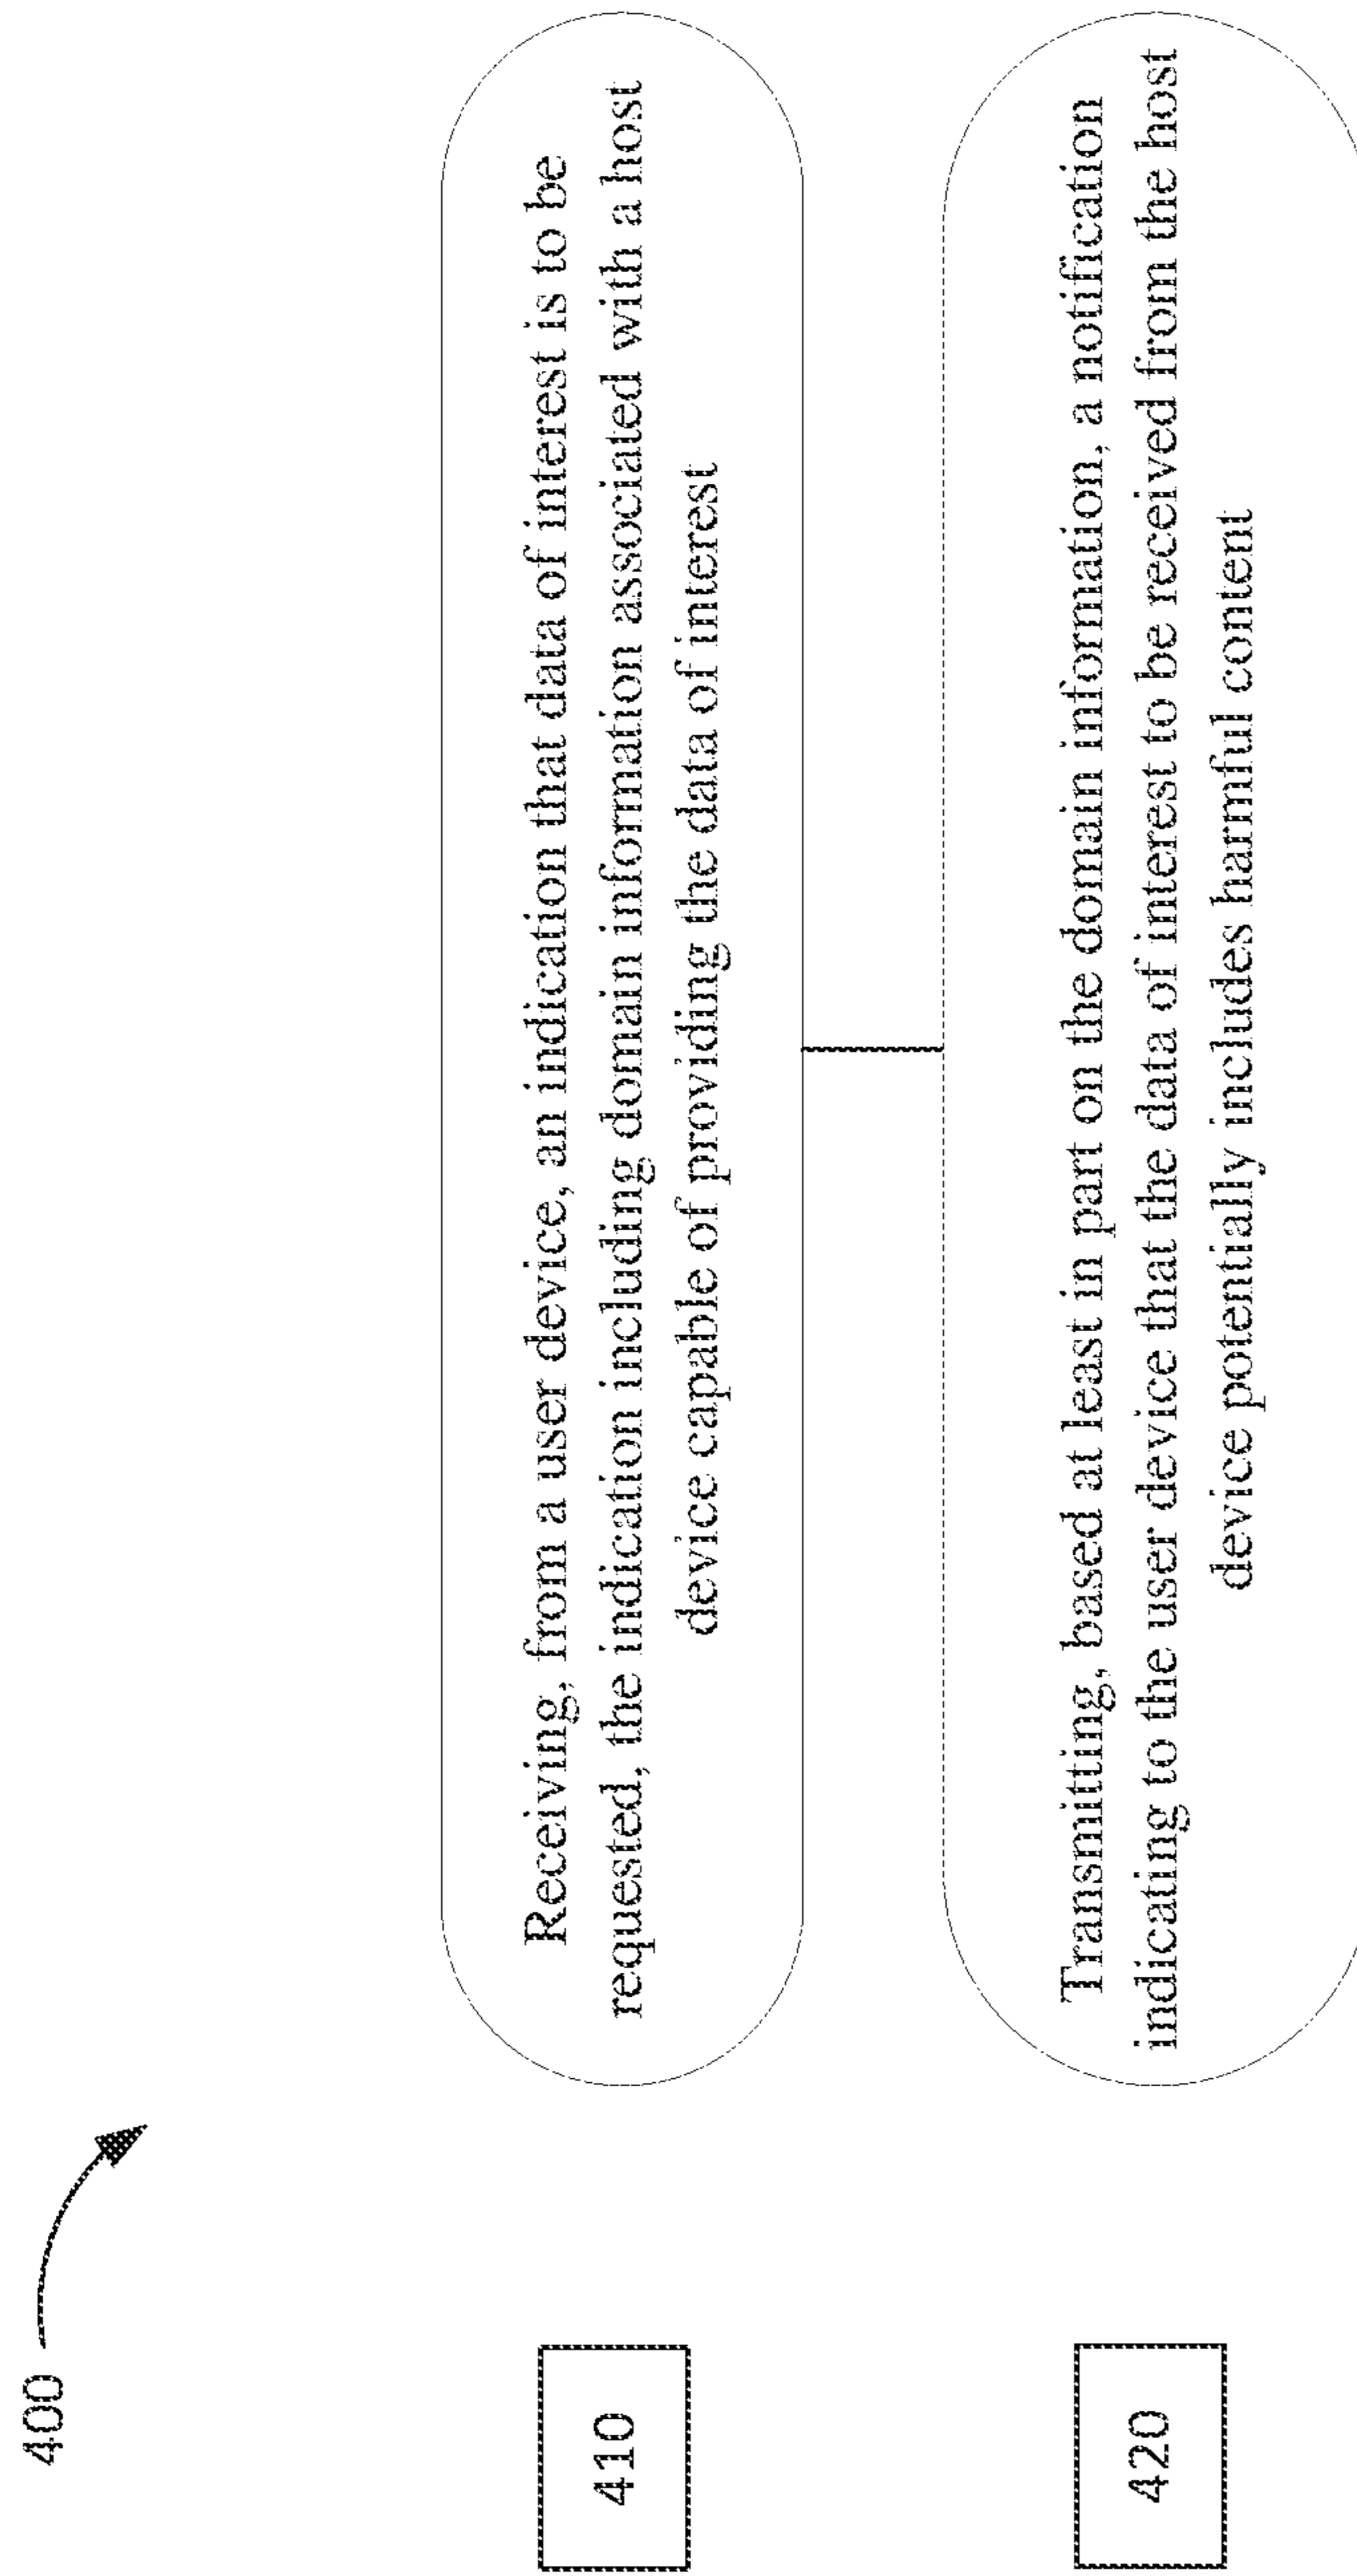 400
410
Receiving, from a user device, an indication that data of interest is to be
requested, the indication including domain information associated with a host
device capable of providing the data of interest
420
Transmitting, based at least in part on the domain information, a notification
indicating to the user device that the data of interest to be received from the host
device potentially includes harmful content